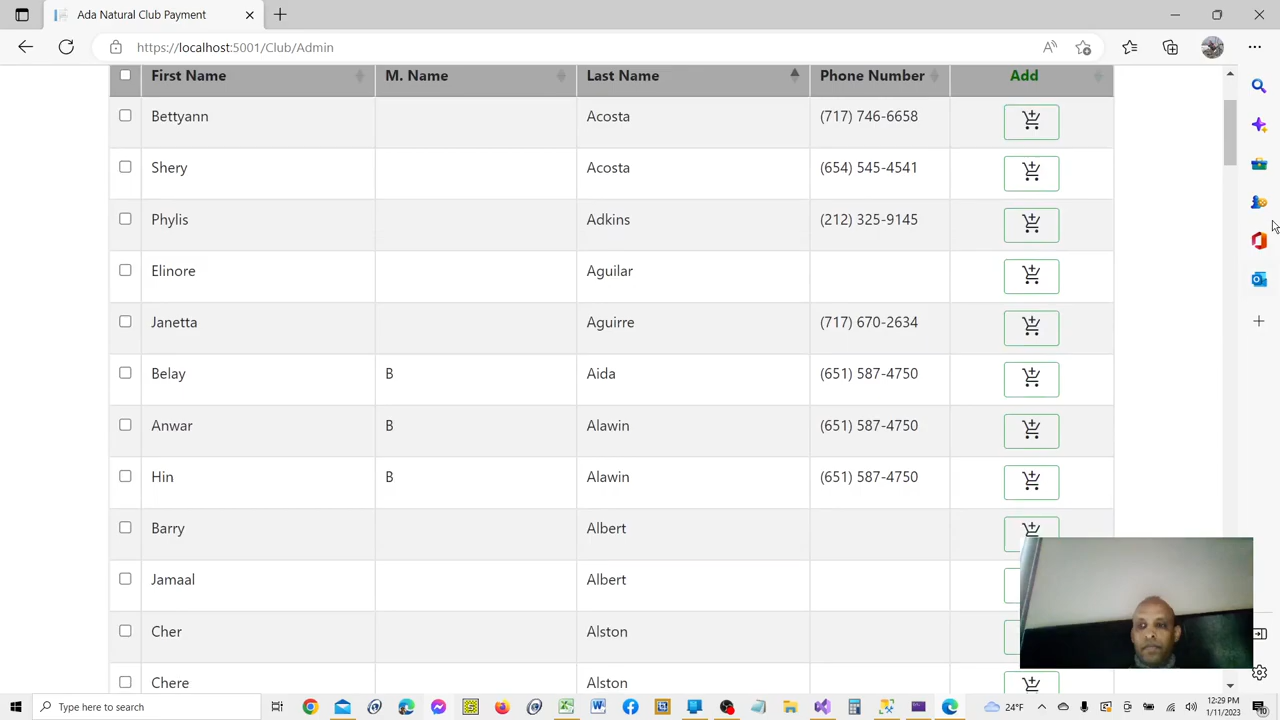 Ada Natural Club Payment
https://localhost:5001/Club/Admin
First Name M. Name Last Name Phone Number Add
Bettyann Acosta (717) 746-6658
Shery Acosta (654) 545-4541
Phylis Adkins (212) 325-9145
Elinore Aguilar
Janetta Aguirre (717) 670-2634
Belay B Aida (651) 587-4750
Anwar B Alawin (651) 587-4750
Hin B Alawin (651) 587-4750
Barry Albert
Jamaal Albert
Cher Alston
Chere Alston
Type here to search
24°F
12:29 PM
1/11/2023
10